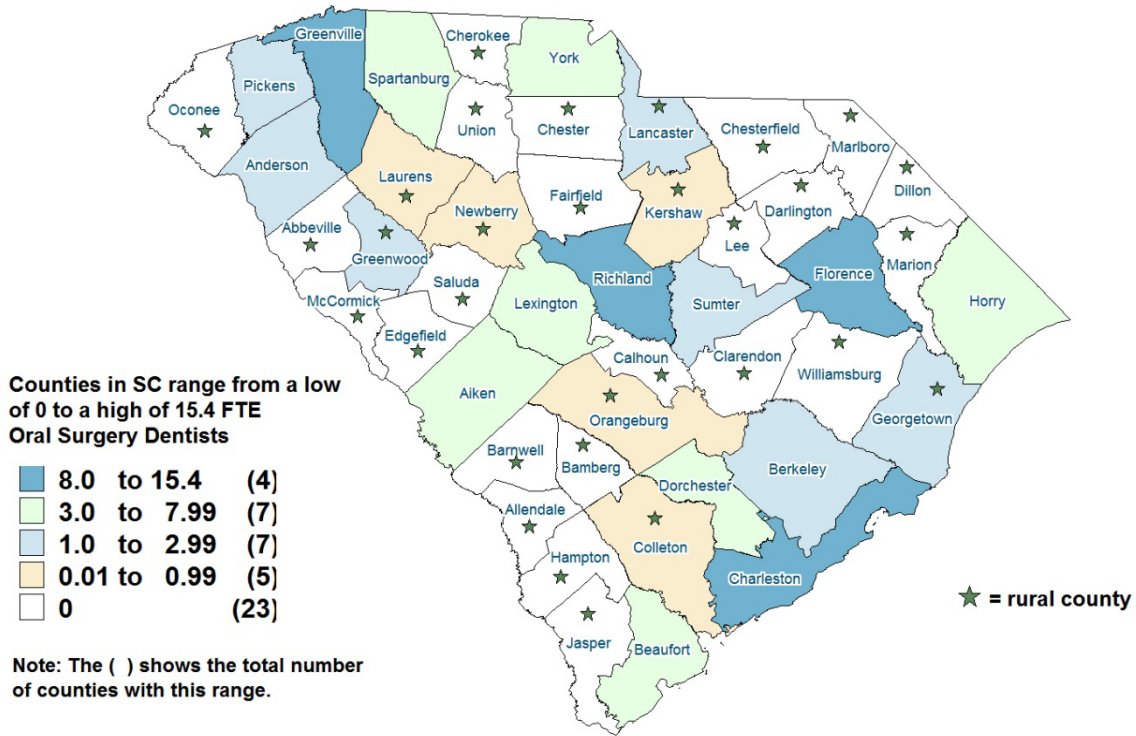 Greenville
Cherokee
York
Spartanburg
Pickens
Oconee
Union
Chester
Lancaster
Chesterfield
Marlboro
Anderson
Laurens
Fairfield
Kershaw
Darlington
Dillon
Newberry
Abbeville
Greenwood
Lee
Marion
Florence
Saluda
Richland
McCormick
Lexington
Sumter
Horry
Edgefield
Calhoun
Clarendon
Williamsburg
Aiken
Orangeburg
Georgetown
Barnwell
Bamberg
Berkeley
Dorchester
Allendale
Colleton
Hampton
Charleston
Jasper
Beaufort
Counties in SC range from a low
of 0 to a high of 15.4 FTE
Oral Surgery Dentists
8.0 to 15.4 (4)
3.0 to 7.99 (7)
1.0 to 2.99 (7)
0.01 to 0.99 (5)
0 (23)
Note: The ( ) shows the total number
of counties with this range.
= rural county